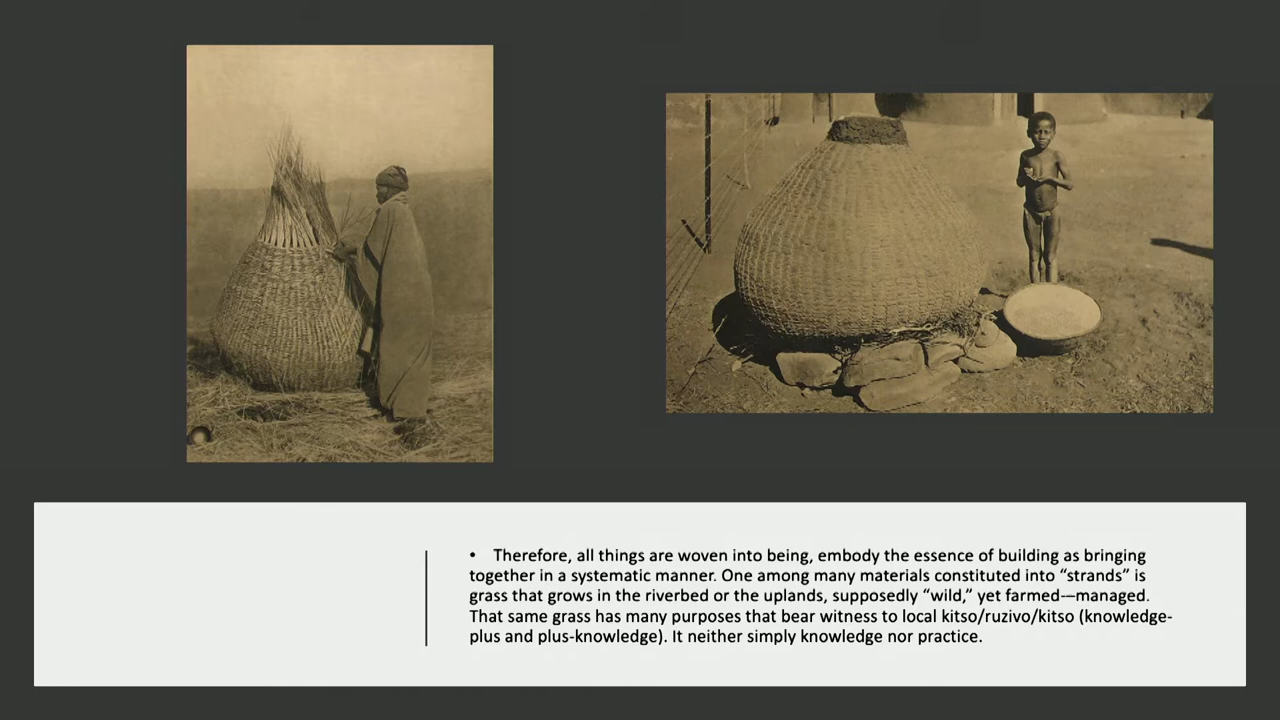 • Therefore, all things are woven into being, embody the essence of building as bringing
together in a systematic manner. One among many materials constituted into “strands” is
grass that grows in the riverbed or the uplands, supposedly “wild,” yet farmed-–managed.
That same grass has many purposes that bear witness to local kitso/ruzivo/kitso (knowledge-
plus and plus-knowledge). It neither simply knowledge nor practice.